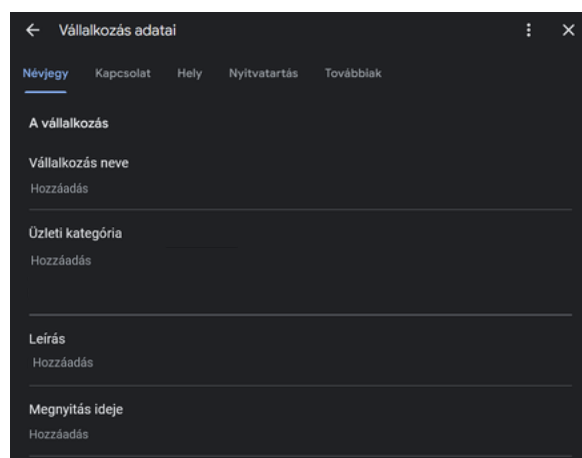 Vállalkozás adatai
Névjegy Kapcsolat Hely Nyitvatartás Továbbiak
A vállalkozás
Vállalkozás neve
Hozzáadás
Üzleti kategória
Hozzáadás
Leírás
Hozzáadás
Megnyitás ideje
Hozzáadás